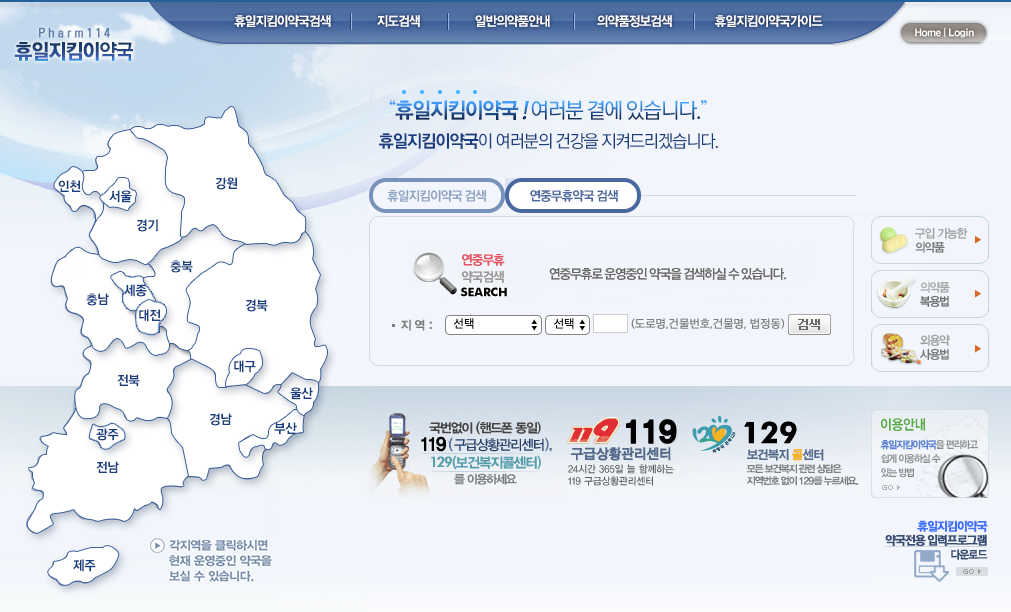 Pharm114
휴일지킴이약국
휴일지킴이약국검색
지도검색
일반의약품안내
의약품정보검색
휴일지킴이약국가이드
Home | Login
“휴일지킴이약국 ! 여러분 곁에 있습니다.”
휴일지킴이약국이 여러분의 건강을 지켜드리겠습니다.
인천
서울
경기
강원
충북
충남
세종
대전
경북
대구
전북
울산
경남
부산
광주
전남
제주
각지역을 클릭하시면
현재 운영중인 약국을
보실 수 있습니다.
휴일지킴이약국 검색
연중무휴약국 검색
연중무휴
약국검색
SEARCH
연중무휴로 운영중인 약국을 검색하실 수 있습니다.
지 역 : 선택 선택 (도로명,건물번호,건물명, 법정동) 검색
구입 가능한
의약품
의약품
복용법
외용약
사용법
국번없이 (핸드폰 동일)
119 (구급상황관리센터),
129(보건복지콜센터)
를 이용하세요
119 119
구급상황관리센터
24시간 365일 늘 함께하는
119 구급상황관리센터
129
보건복지 콜센터
모든 보건복지 관련 상담은
지역번호 없이 129를 누르세요.
이용안내
휴일지킴이약국을 편리하고
쉽게 이용하실 수
있는 방법
GO
휴일지킴이약국
약국전용 입력프로그램
다운로드
GO